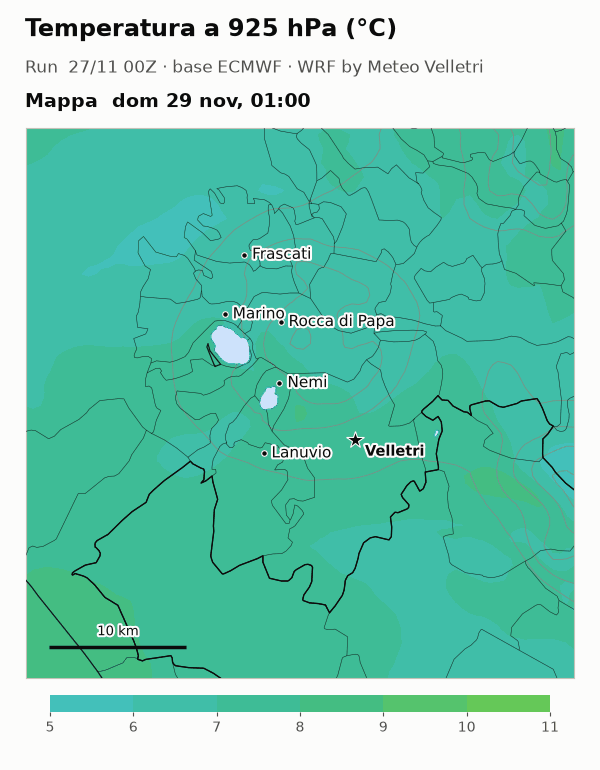 Temperatura a 925 hPa (°C)
Run  27/11 00Z · base ECMWF · WRF by Meteo Velletri
Mappa  dom 29 nov, 01:00
Frascati
Marino
Rocca di Papa
Nemi
Velletri
Lanuvio
10 km
5 6 7 8 9 10 11